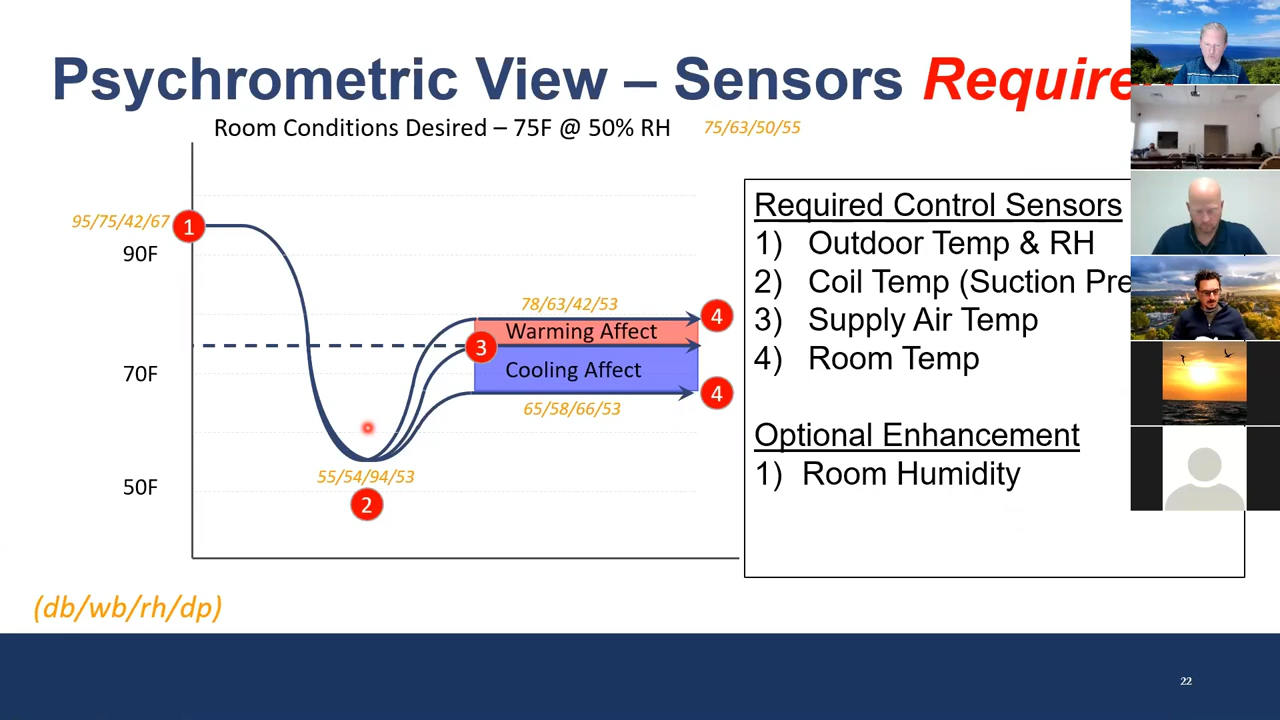 Psychrometric View – Sensors Require
Room Conditions Desired – 75F @ 50% RH
75/63/50/55
95/75/42/67
1
90F
70F
50F
78/63/42/53
Warming Affect
4
3
Cooling Affect
4
65/58/66/53
55/54/94/53
2
(db/wb/rh/dp)
Required Control Sensors
1) Outdoor Temp & RH
2) Coil Temp (Suction Pre
3) Supply Air Temp
4) Room Temp
Optional Enhancement
1) Room Humidity
22